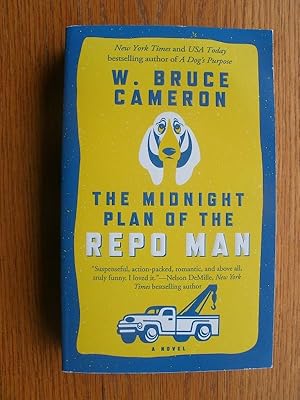 New York Times and USA Today
bestselling author of A Dog's Purpose
W. BRUCE
CAMERON
THE MIDNIGHT
PLAN OF THE
REPO MAN
"Suspenseful, action-packed, romantic, and above all,
truly funny. I loved it."—Nelson DeMille, New York
Times bestselling author
A NOVEL